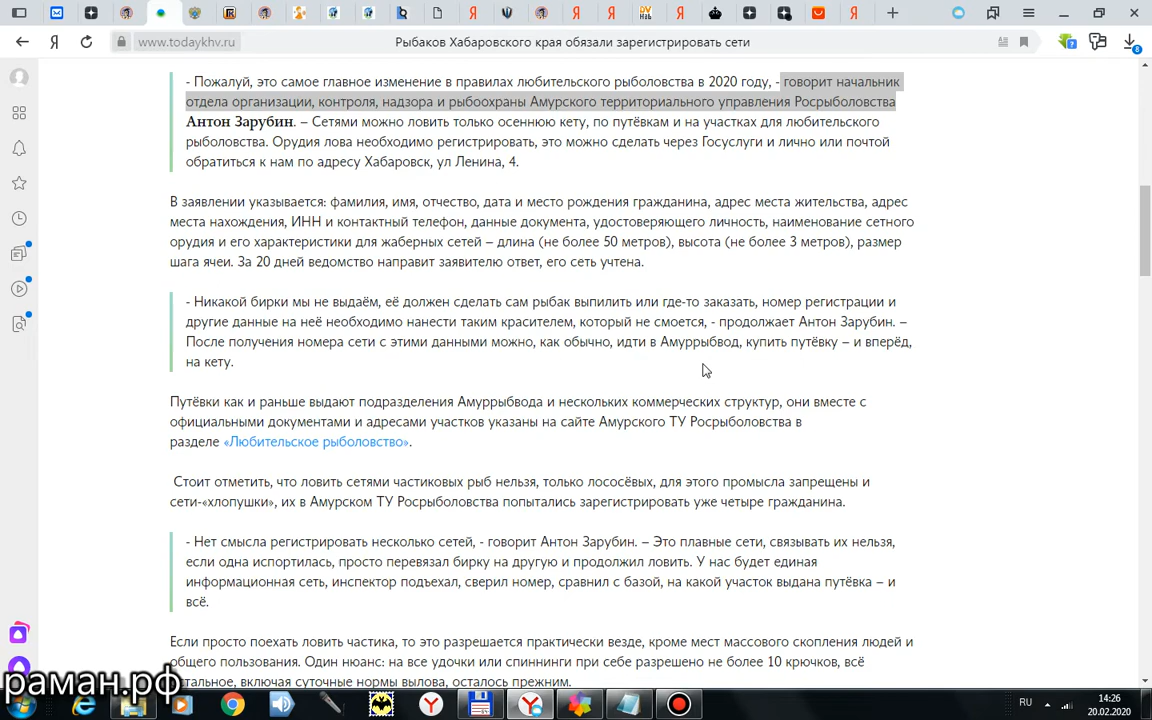 www.todaykhv.ru
Рыбаков Хабаровского края обязали зарегистрировать сети
- Пожалуй, это самое главное изменение в правилах любительского рыболовства в 2020 году, - говорит начальник
отдела организации, контроля, надзора и рыбоохраны Амурского территориального управления Росрыболовства
Антон Зарубин. – Сетями можно ловить только осеннюю кету, по путёвкам и на участках для любительского
рыболовства. Орудия лова необходимо регистрировать, это можно сделать через Госуслуги и лично или почтой
обратиться к нам по адресу Хабаровск, ул Ленина, 4.
В заявлении указывается: фамилия, имя, отчество, дата и место рождения гражданина, адрес места жительства, адрес
места нахождения, ИНН и контактный телефон, данные документа, удостоверяющего личность, наименование сетного
орудия и его характеристики для жаберных сетей – длина (не более 50 метров), высота (не более 3 метров), размер
шага ячеи. За 20 дней ведомство направит заявителю ответ, его сеть учтена.
- Никакой бирки мы не выдаём, её должен сделать сам рыбак выпилить или где-то заказать, номер регистрации и
другие данные на неё необходимо нанести таким красителем, который не смоется, - продолжает Антон Зарубин. –
После получения номера сети с этими данными можно, как обычно, идти в Амуррыбвод, купить путёвку – и вперёд,
на кету.
Путёвки как и раньше выдают подразделения Амуррыбвода и нескольких коммерческих структур, они вместе с
официальными документами и адресами участков указаны на сайте Амурского ТУ Росрыболовства в
разделе «Любительское рыболовство».
Стоит отметить, что ловить сетями частиковых рыб нельзя, только лососёвых, для этого промысла запрещены и
сети-«хлопушки», их в Амурском ТУ Росрыболовства попытались зарегистрировать уже четыре гражданина.
- Нет смысла регистрировать несколько сетей, - говорит Антон Зарубин. – Это плавные сети, связывать их нельзя,
если одна испортилась, просто перевязал бирку на другую и продолжил ловить. У нас будет единая
информационная сеть, инспектор подъехал, сверил номер, сравнил с базой, на какой участок выдана путёвка – и
всё.
Если просто поехать ловить частика, то это разрешается практически везде, кроме мест массового скопления людей и
общего пользования. Один нюанс: на все удочки или спиннинги при себе разрешено не более 10 крючков, всё
остальное, включая суточные нормы вылова, осталось прежним.
раман.рф
RU
14:26
20.02.2020